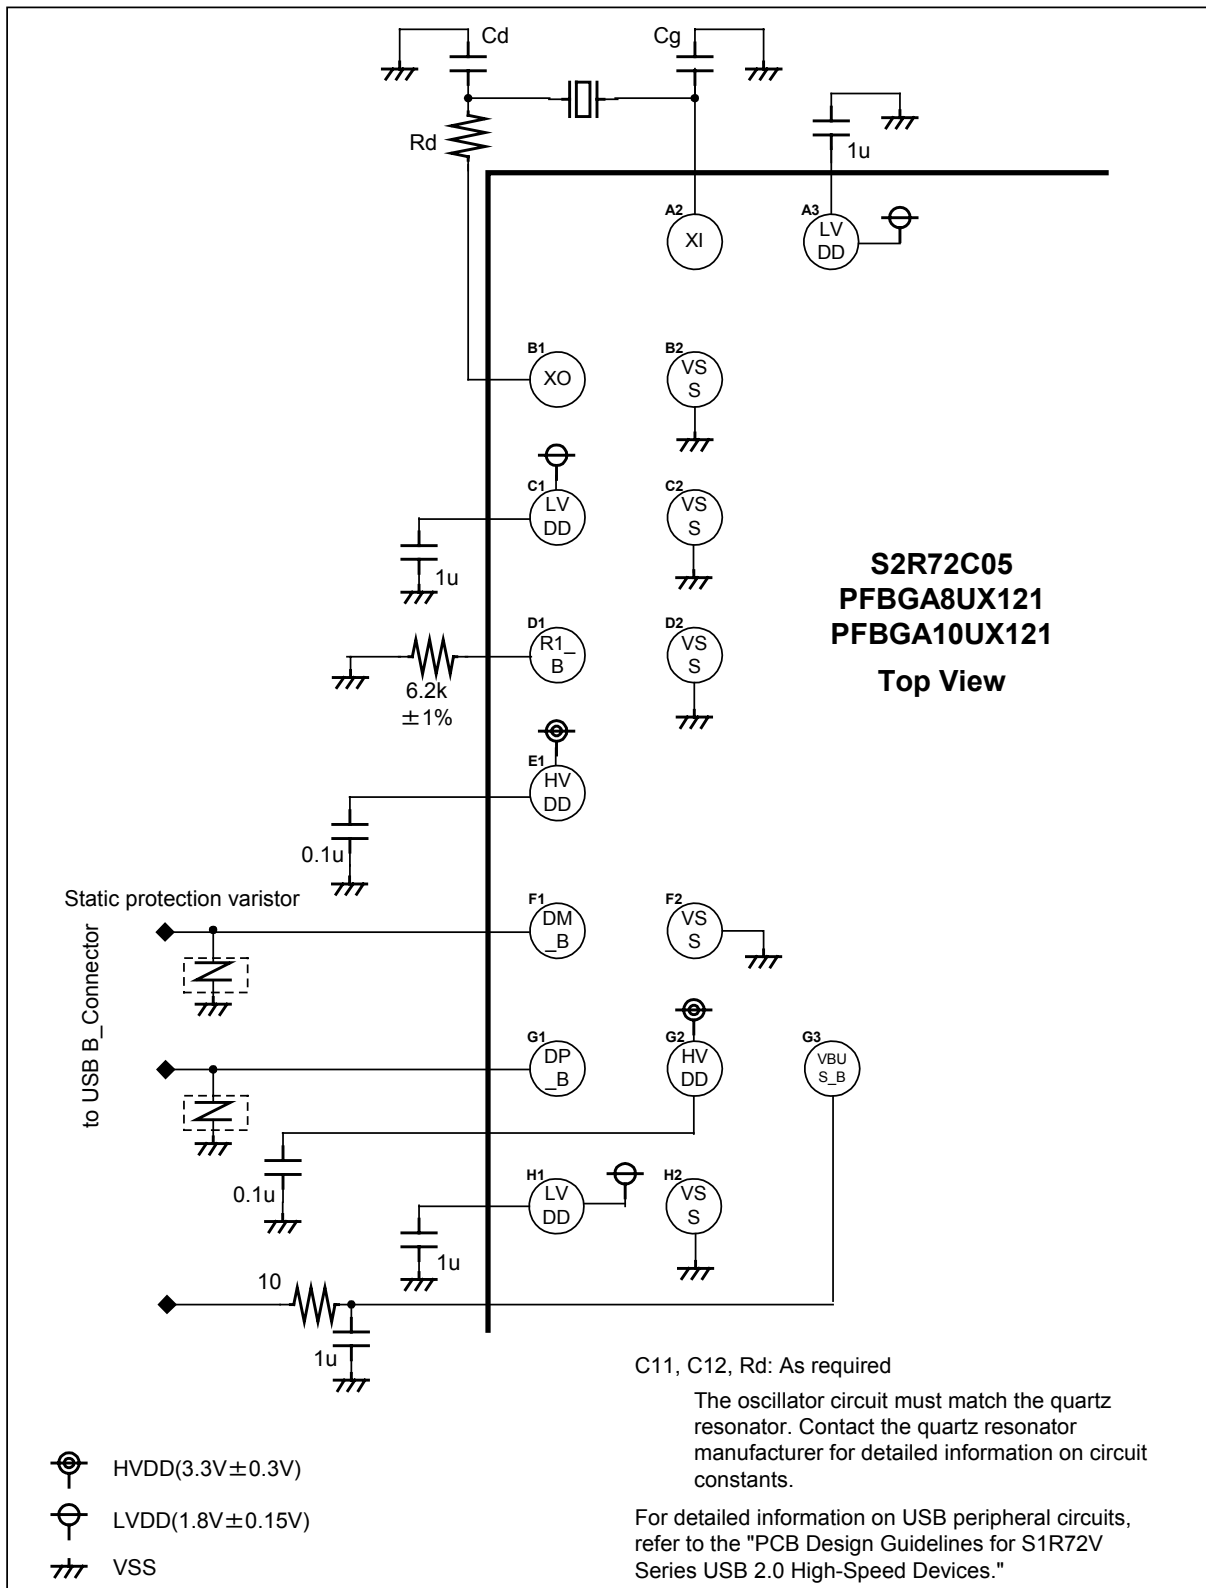 Cd
Cg
Rd
1u
A2
XI
A3
LV
DD
B1
XO
B2
VS
S
C1
LV
DD
C2
VS
S
1u
S2R72C05
PFBGA8UX121
PFBGA10UX121
Top View
D1
R1_
B
D2
VS
S
6.2k
±1%
E1
HV
DD
0.1u
Static protection varistor
to USB B_Connector
F1
DM
_B
F2
VS
S
G1
DP
_B
G2
HV
DD
G3
VBU
S_B
0.1u
H1
LV
DD
H2
VS
S
1u
10
1u
C11, C12, Rd: As required
The oscillator circuit must match the quartz
resonator. Contact the quartz resonator
manufacturer for detailed information on circuit
constants.
For detailed information on USB peripheral circuits,
refer to the "PCB Design Guidelines for S1R72V
Series USB 2.0 High-Speed Devices."
HVDD(3.3V±0.3V)
LVDD(1.8V±0.15V)
VSS